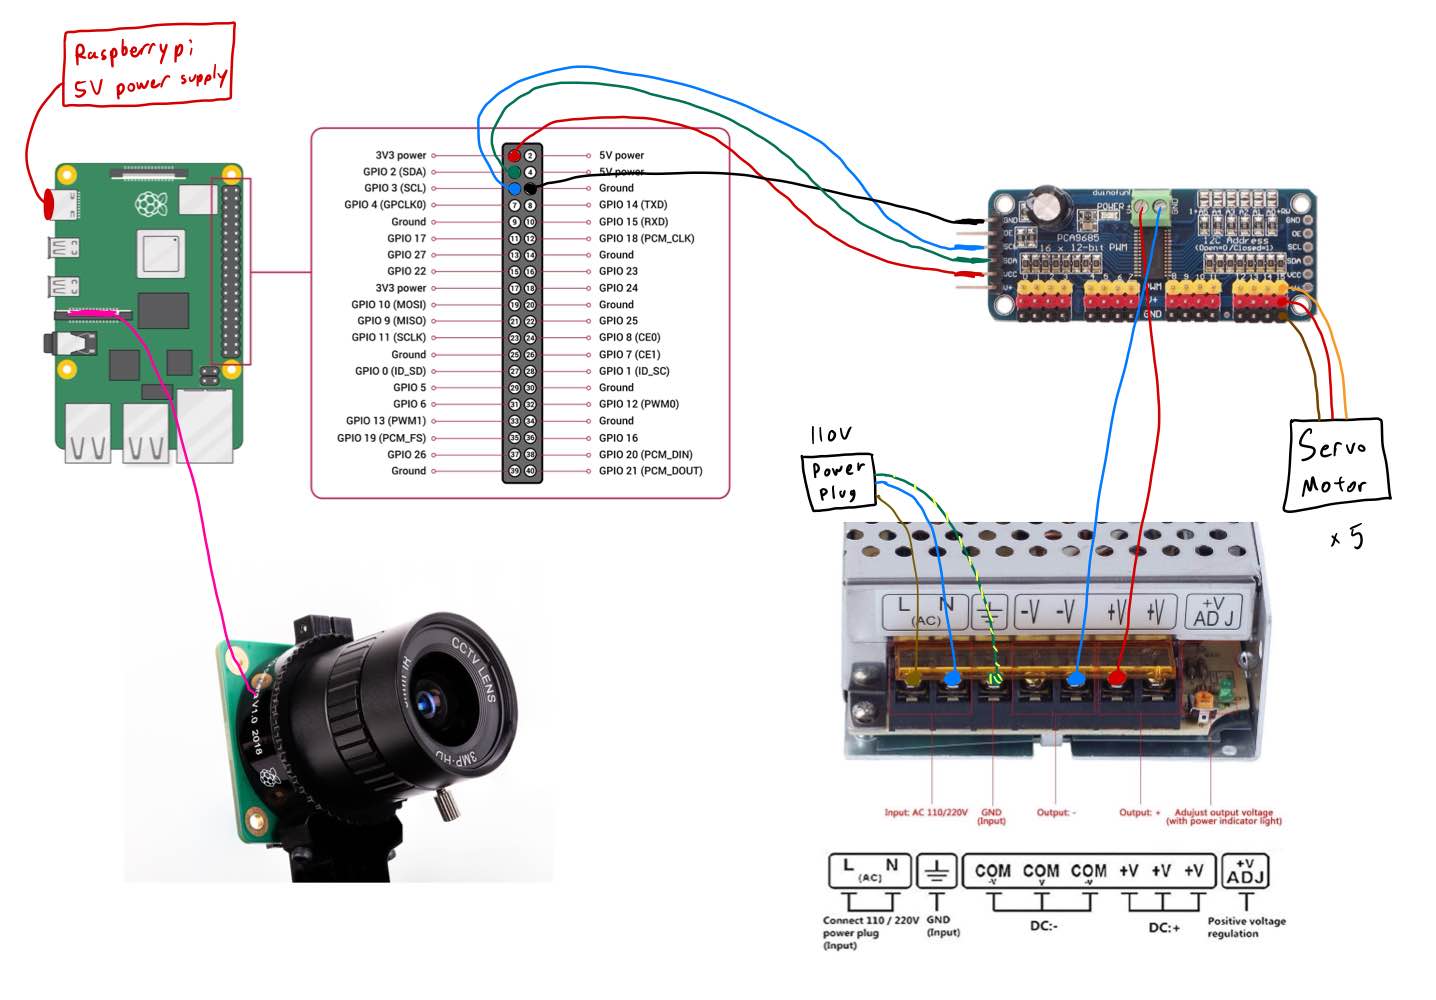 Raspberry pi
5V power supply
3V3 power
GPIO 2 (SDA)
GPIO 3 (SCL)
GPIO 4 (GPCLK0)
Ground
GPIO 17
GPIO 27
GPIO 22
3V3 power
GPIO 10 (MOSI)
GPIO 9 (MISO)
GPIO 11 (SCLK)
Ground
GPIO 0 (ID_SD)
GPIO 5
GPIO 6
GPIO 13 (PWM1)
GPIO 19 (PCM_FS)
GPIO 26
Ground
2
4
7 8
9 10
11 12
13 14
15 16
17 18
19 20
21 22
23 24
25 26
27 28
29 30
31 32
33 34
35 36
37 38
39 40
5V power
5V power
Ground
GPIO 14 (TXD)
GPIO 15 (RXD)
GPIO 18 (PCM_CLK)
Ground
GPIO 23
GPIO 24
Ground
GPIO 25
GPIO 8 (CE0)
GPIO 7 (CE1)
GPIO 1 (ID_SC)
Ground
GPIO 12 (PWM0)
Ground
GPIO 16
GPIO 20 (PCM_DIN)
GPIO 21 (PCM_DOUT)
POWER
GND
OE
SCL
SDA
VCC
V+
PCA9685
16 x 12-bit PWM
I2C Address
(Open=0/Closed=1)
GND
OE
SCL
SDA
VCC
PWM
V+
GND
Servo
Motor
x 5
110V
Power
Plug
L N
(AC)
-V -V +V +V
+V
ADJ
Input: AC 110/220V
GND
(Input)
Output: -
Output: +
Adujust output voltage
(with power indicator light)
L N
(AC)
COM COM COM +V +V +V
-V V -V
+V
ADJ
Connect 110 / 220V
power plug
(Input)
GND
(Input)
DC:-
DC:+
Positive voltage
regulation
CCTV LENS
3MP-HD
V1.0 2018